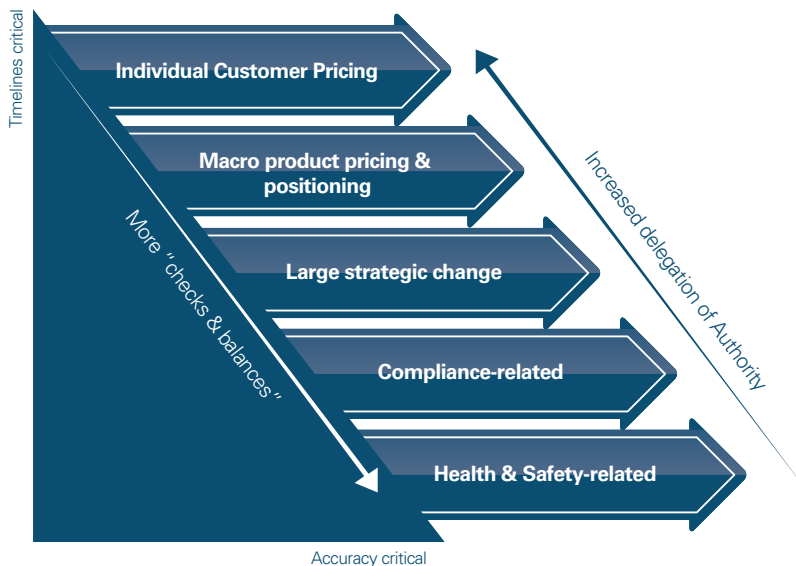 Timelines critical
Individual Customer Pricing
Macro product pricing &
positioning
Large strategic change
Compliance-related
Health & Safety-related
More “checks & balances”
Increased delegation of Authority
Accuracy critical